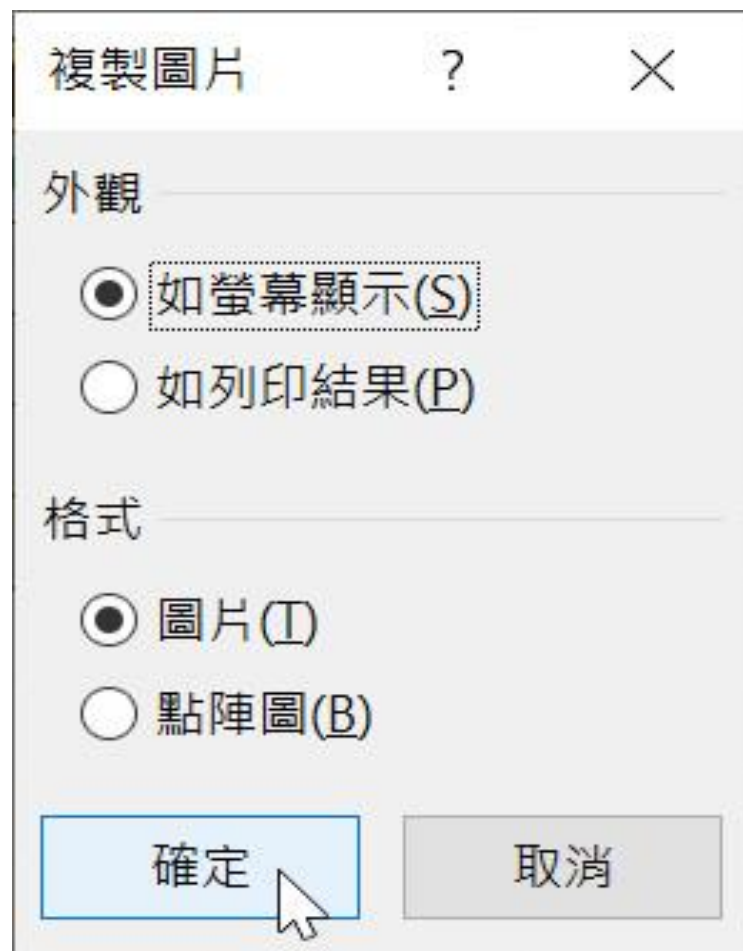 複製圖片 ?
外觀
如螢幕顯示(S)
如列印結果(P)
格式
圖片(T)
點陣圖(B)
確定 取消